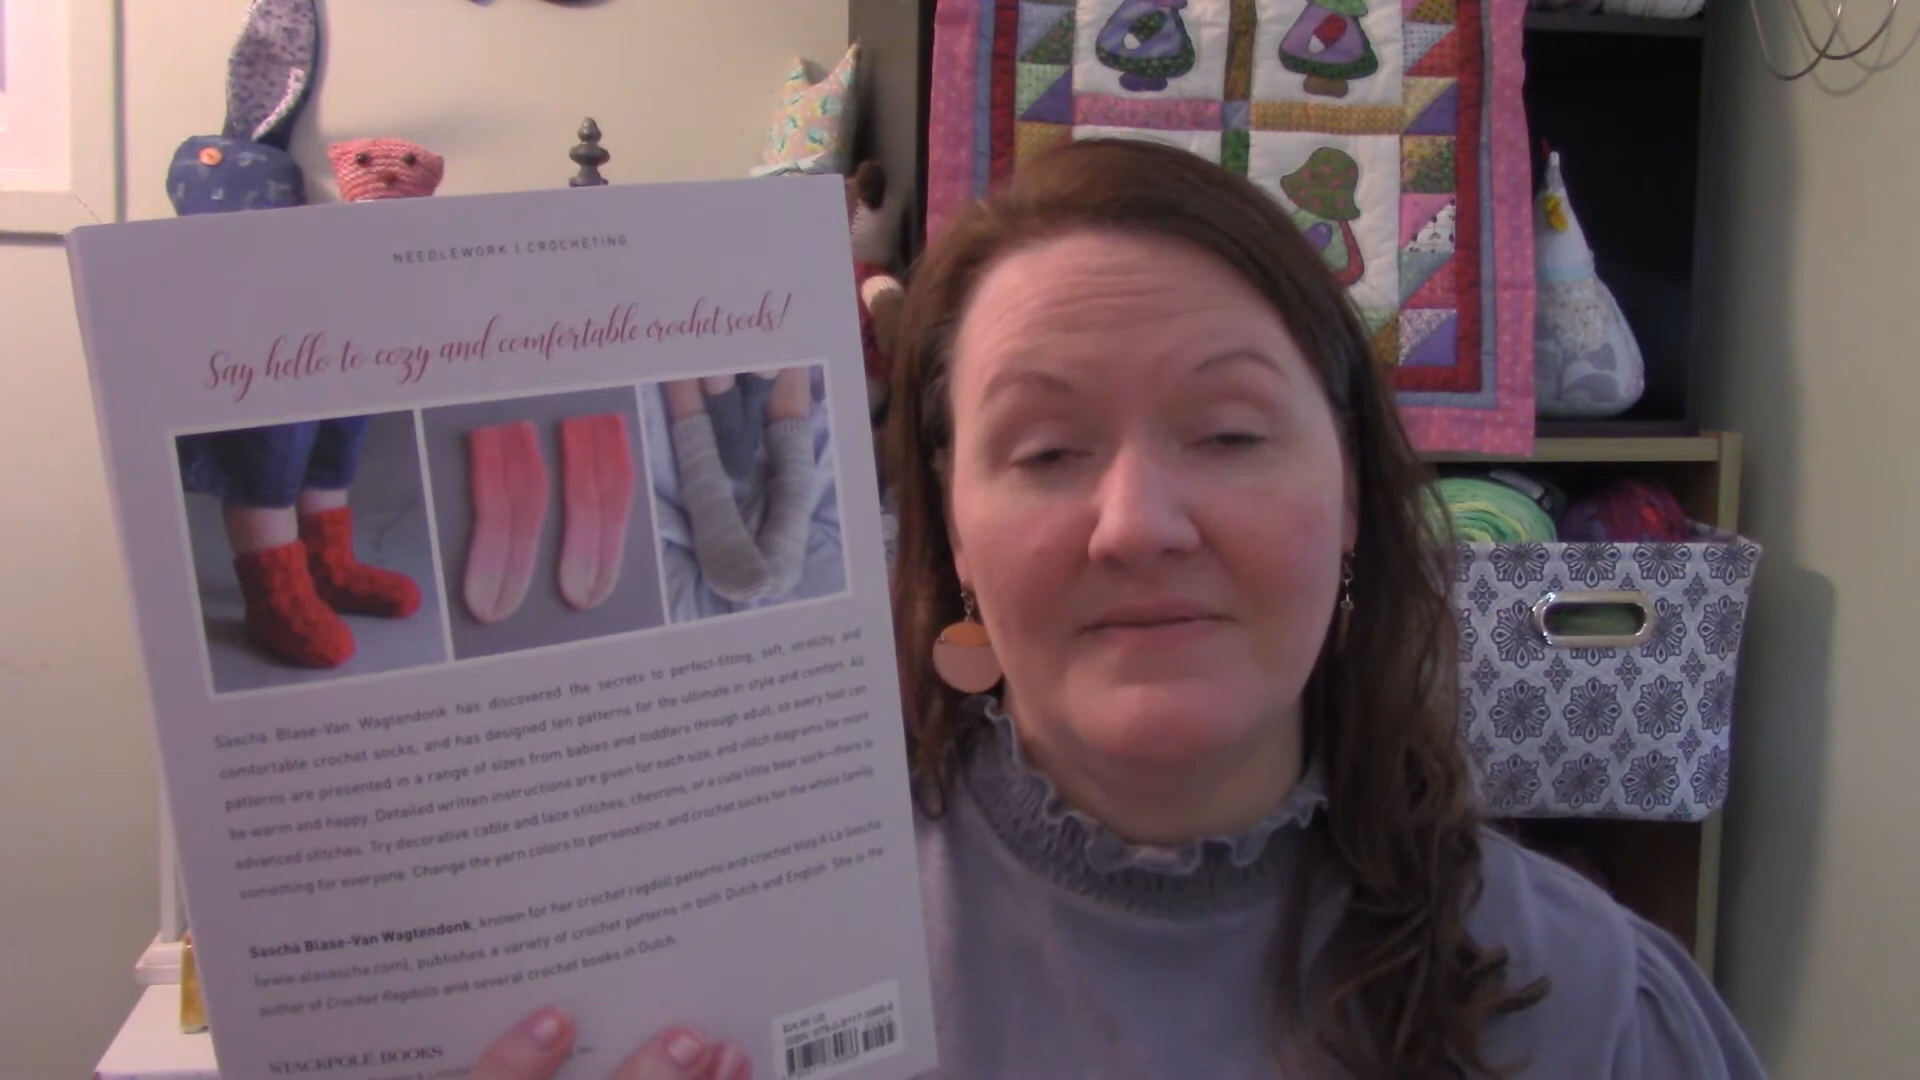 NEEDLEWORK | CROCHETING
Say hello to cozy and comfortable crochet socks!
Sascha Blase-Van Wagtendonk has discovered the secrets to perfect-fitting, soft, stretchy, and
comfortable crochet socks, and has designed ten patterns for the ultimate in style and comfort. All
patterns are presented in a range of sizes from babies and toddlers through adult, so every foot can
be warm and happy. Detailed written instructions are given for each size, and stitch diagrams for more
advanced stitches. Try decorative cable and lace stitches, chevrons, or a cute little bear sock—there is
something for everyone. Change the yarn colors to personalize, and crochet socks for the whole family.
Sascha Blase-Van Wagtendonk, known for her crochet ragdoll patterns and crochet blog A La Sascha
(www.alasascha.com), publishes a variety of crochet patterns in both Dutch and English. She is the
author of Crochet Ragdolls and several crochet books in Dutch.
STACKPOLE BOOKS